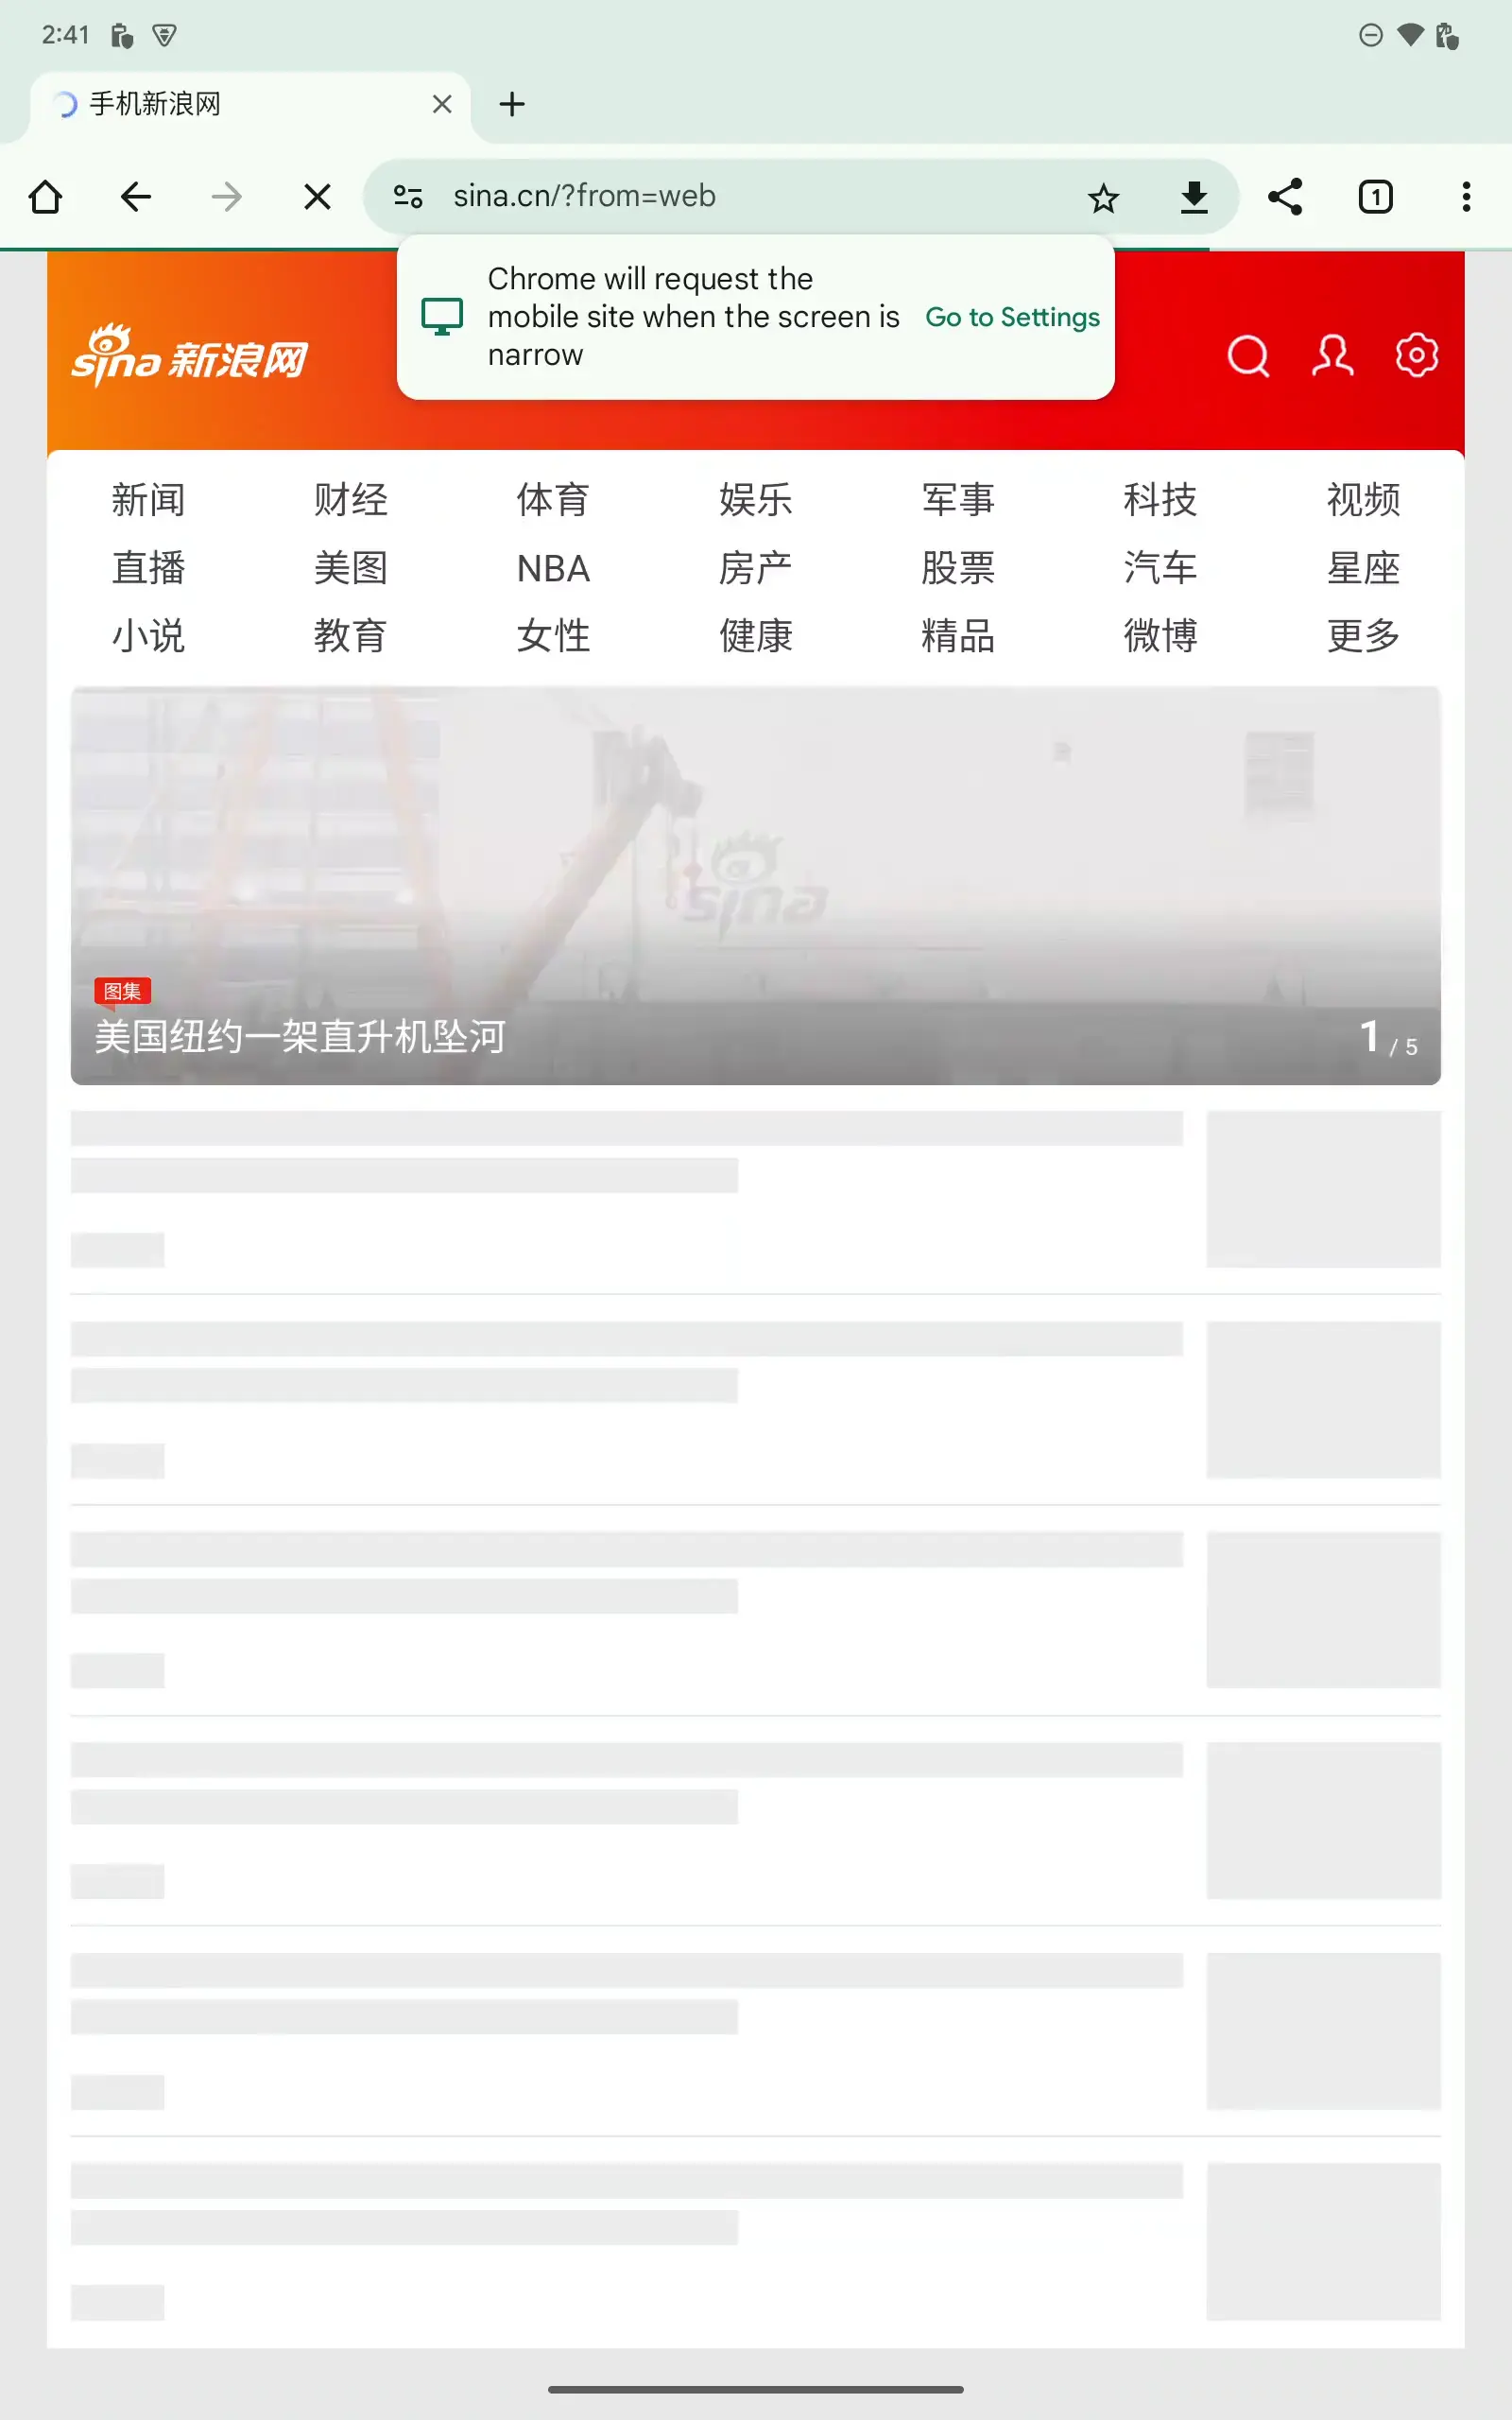 2:41
手机新浪网
sina.cn/?from=web
1
Chrome will request the
mobile site when the screen is
narrow
Go to Settings
sina 新浪网
新闻 财经 体育 娱乐 军事 科技 视频
直播 美图 NBA 房产 股票 汽车 星座
小说 教育 女性 健康 精品 微博 更多
sina
图集
美国纽约一架直升机坠河
1 / 5